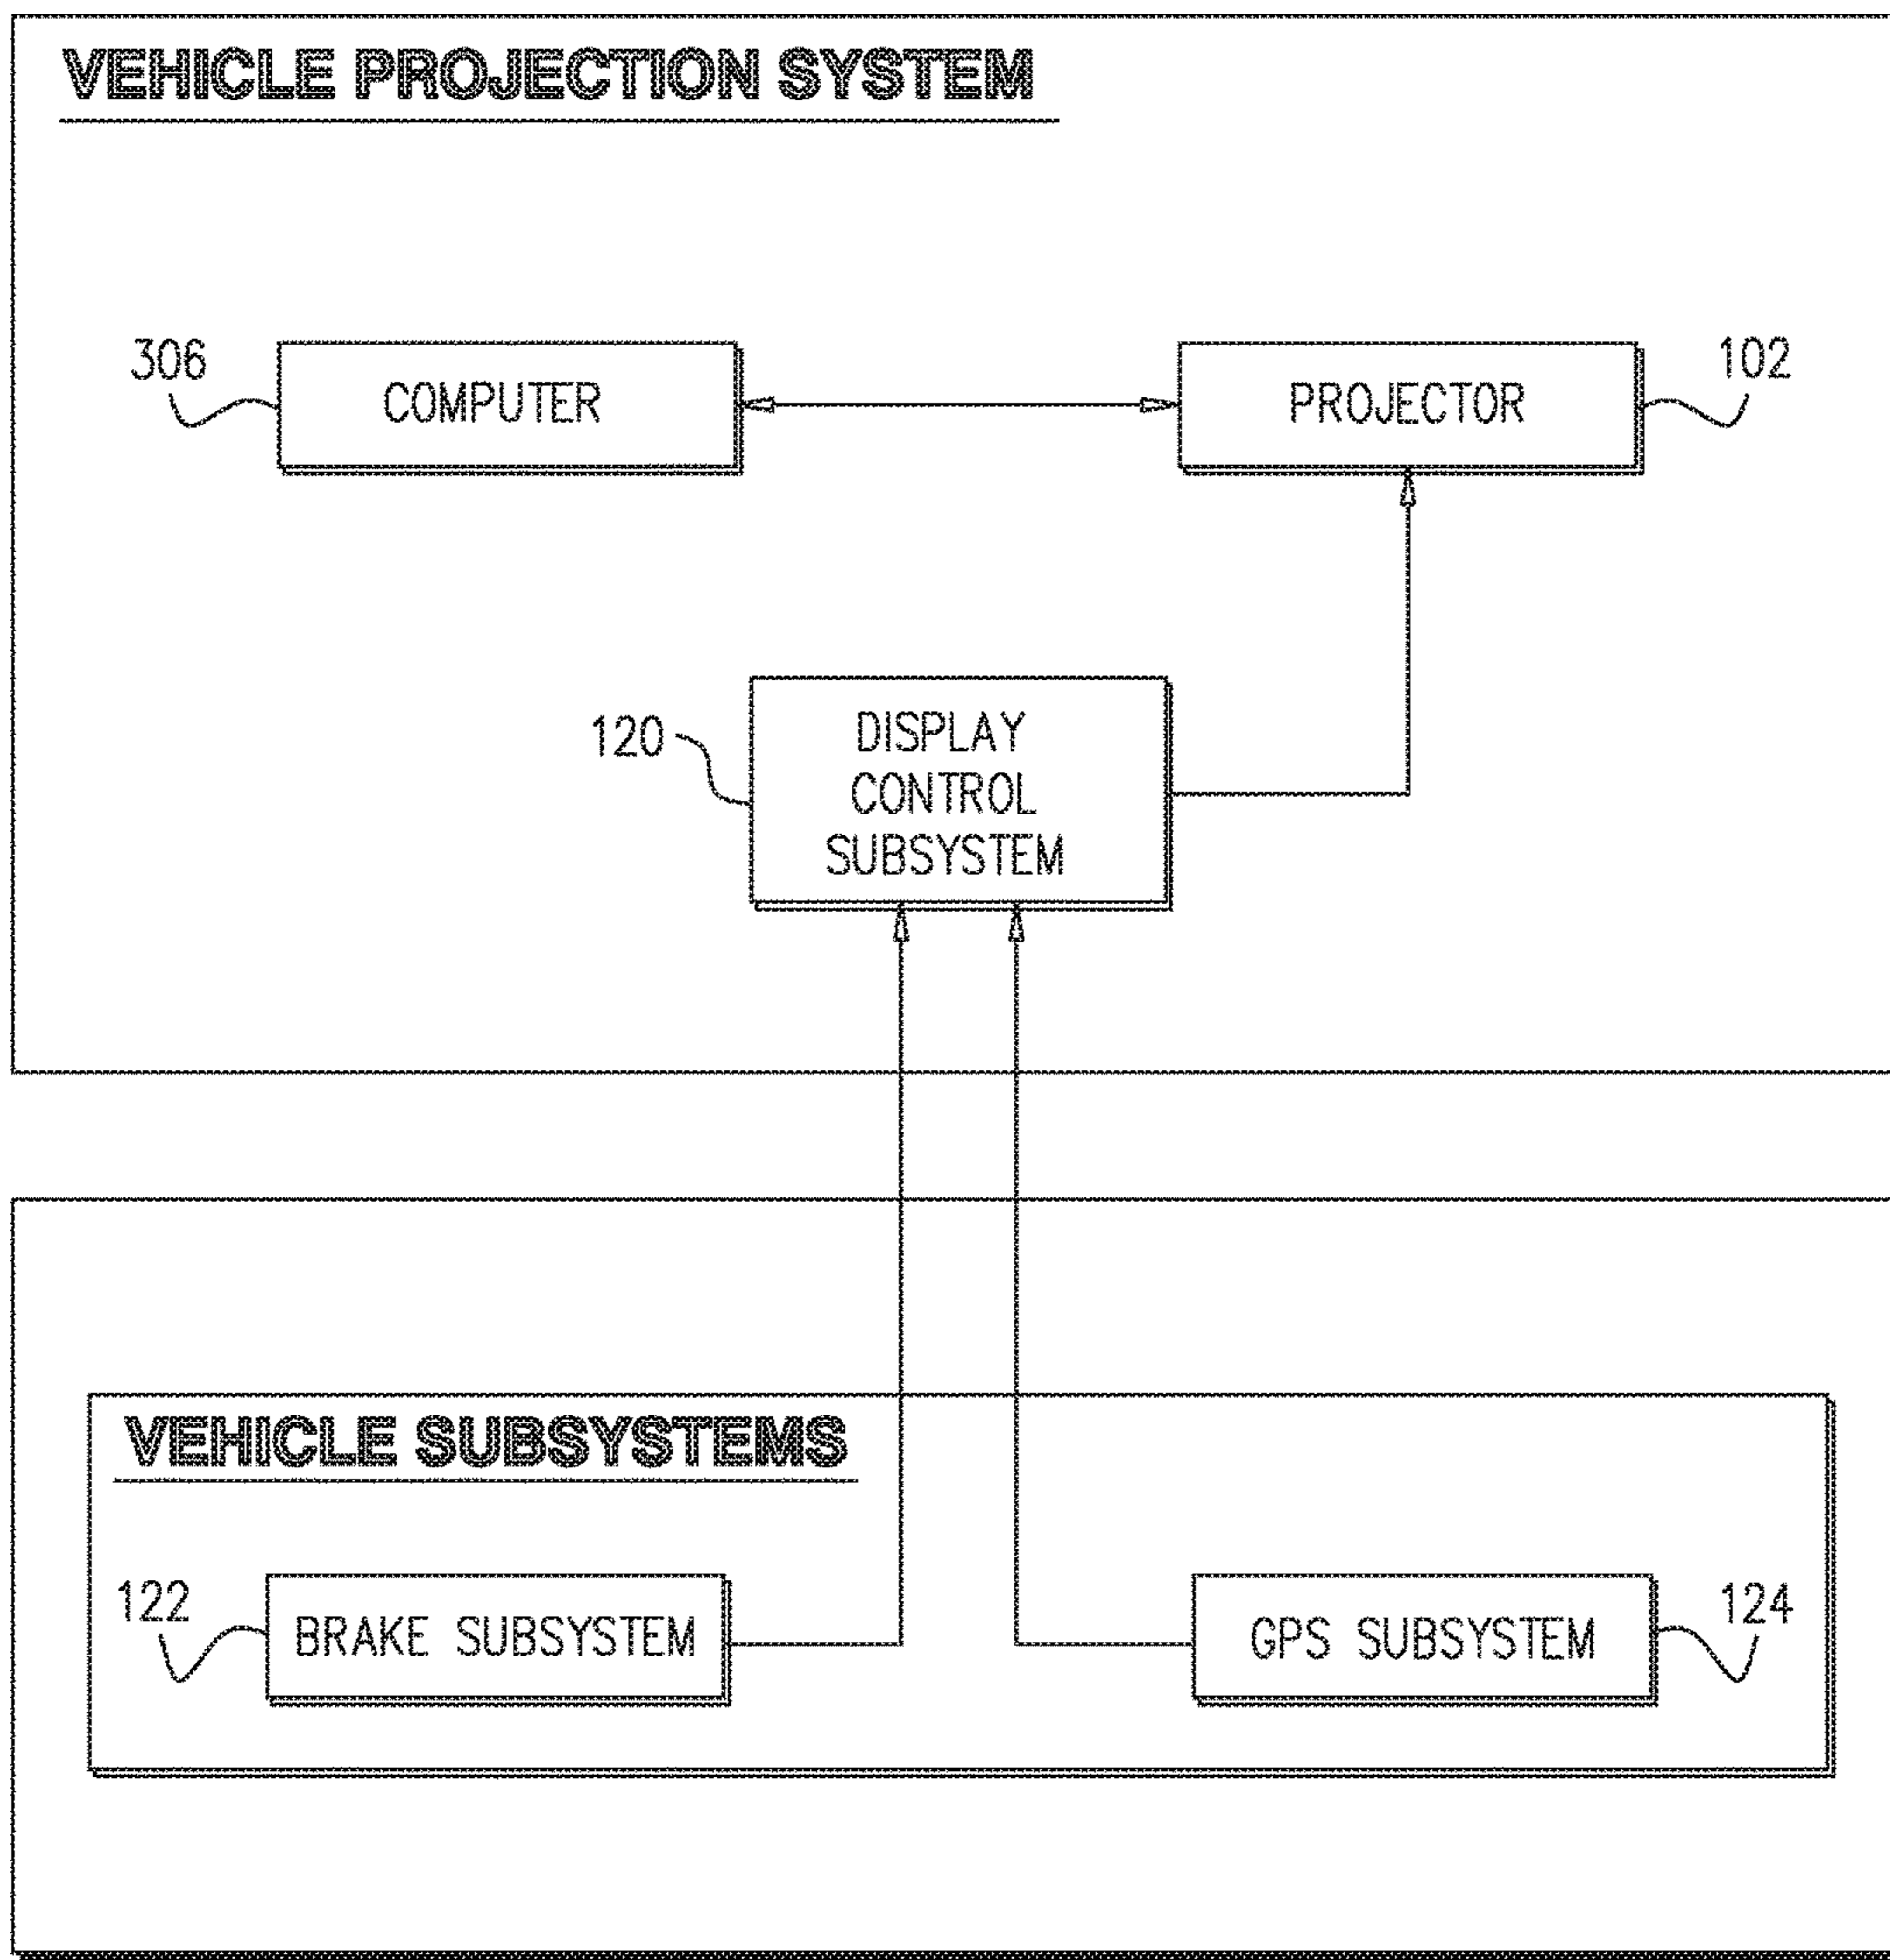 VEHICLE PROJECTION SYSTEM
306
COMPUTER
PROJECTOR
102
120
DISPLAY
CONTROL
SUBSYSTEM
VEHICLE SUBSYSTEMS
122
BRAKE SUBSYSTEM
GPS SUBSYSTEM
124